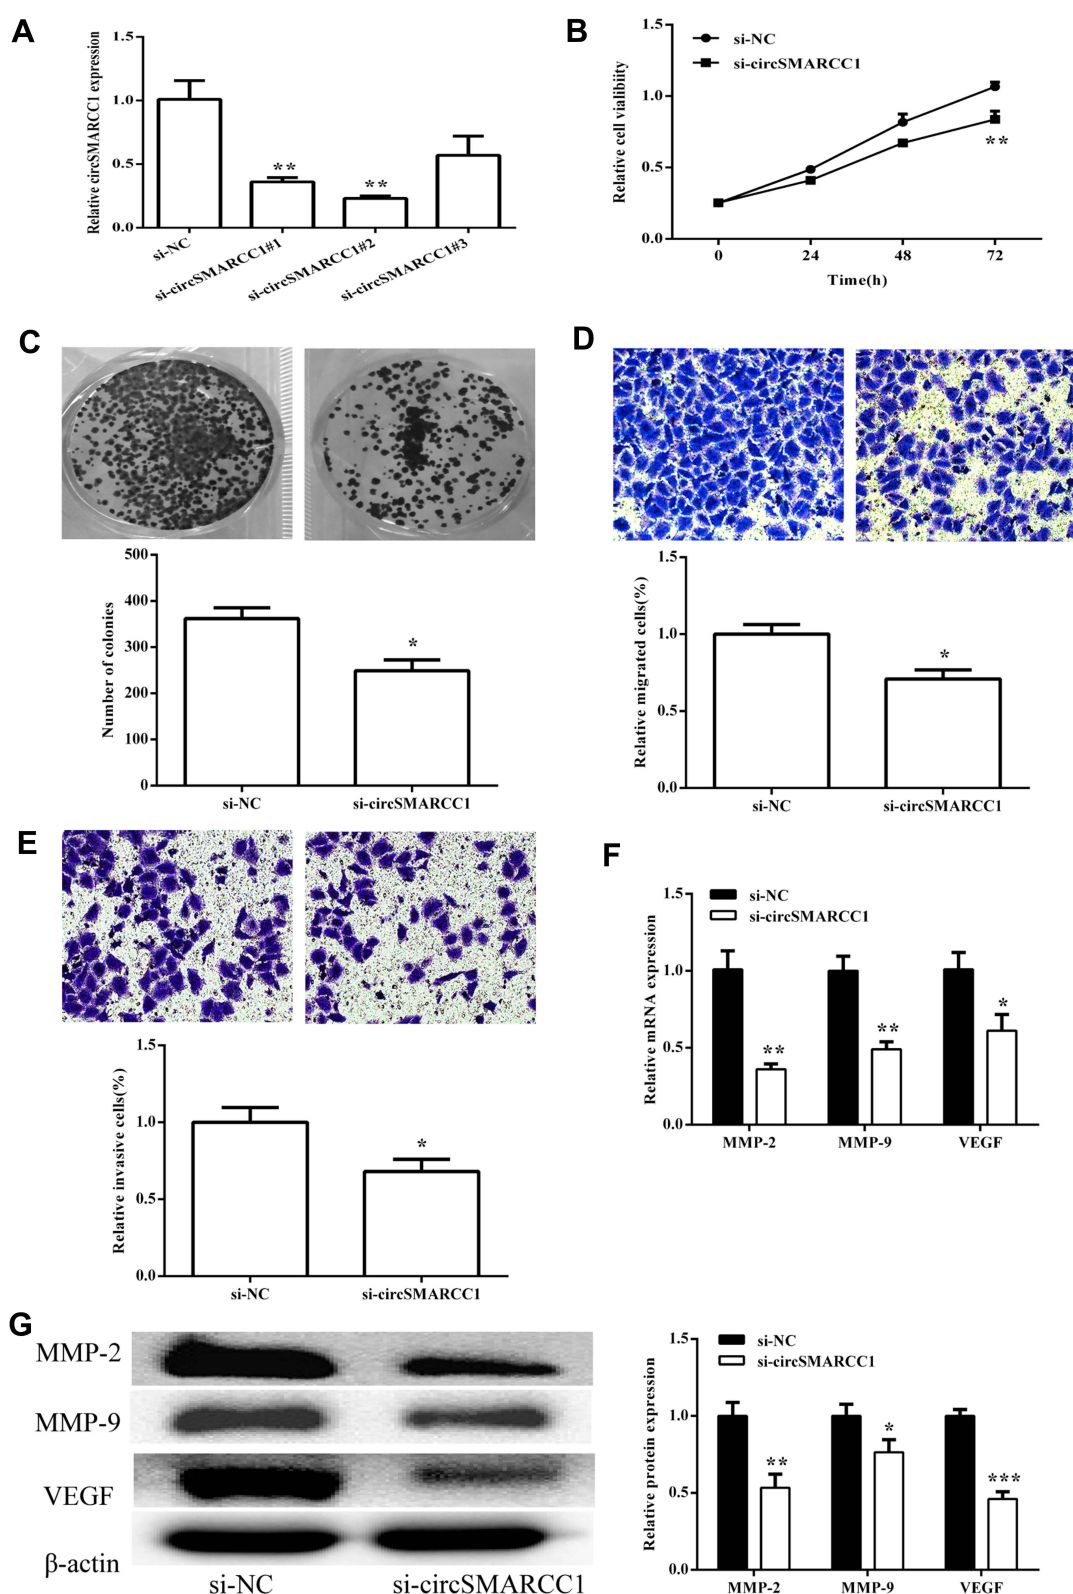 A
Relative circSMARCC1 expression
1.5
1.0
0.5
0.0
**
**
si-NC
si-circSMARCC1#1
si-circSMARCC1#2
si-circSMARCC1#3
B
Relative cell vialibiity
1.5
1.0
0.5
0.0
si-NC
si-circSMARCC1
**
0 24 48 72
Time(h)
C
Number of colonies
500
400
300
200
100
0
*
si-NC si-circSMARCC1
D
Relative migrated cells(%)
1.5
1.0
0.5
0.0
*
si-NC si-circSMARCC1
E
Relative invasive cells(%)
1.5
1.0
0.5
0.0
*
si-NC si-circSMARCC1
F
Relative mRNA expression
1.5
1.0
0.5
0.0
si-NC
si-circSMARCC1
**
**
*
MMP-2 MMP-9 VEGF
G
MMP-2
MMP-9
VEGF
β-actin
si-NC si-circSMARCC1
Relative protein expression
1.5
1.0
0.5
0.0
si-NC
si-circSMARCC1
**
*
***
MMP-2 MMP-9 VEGF